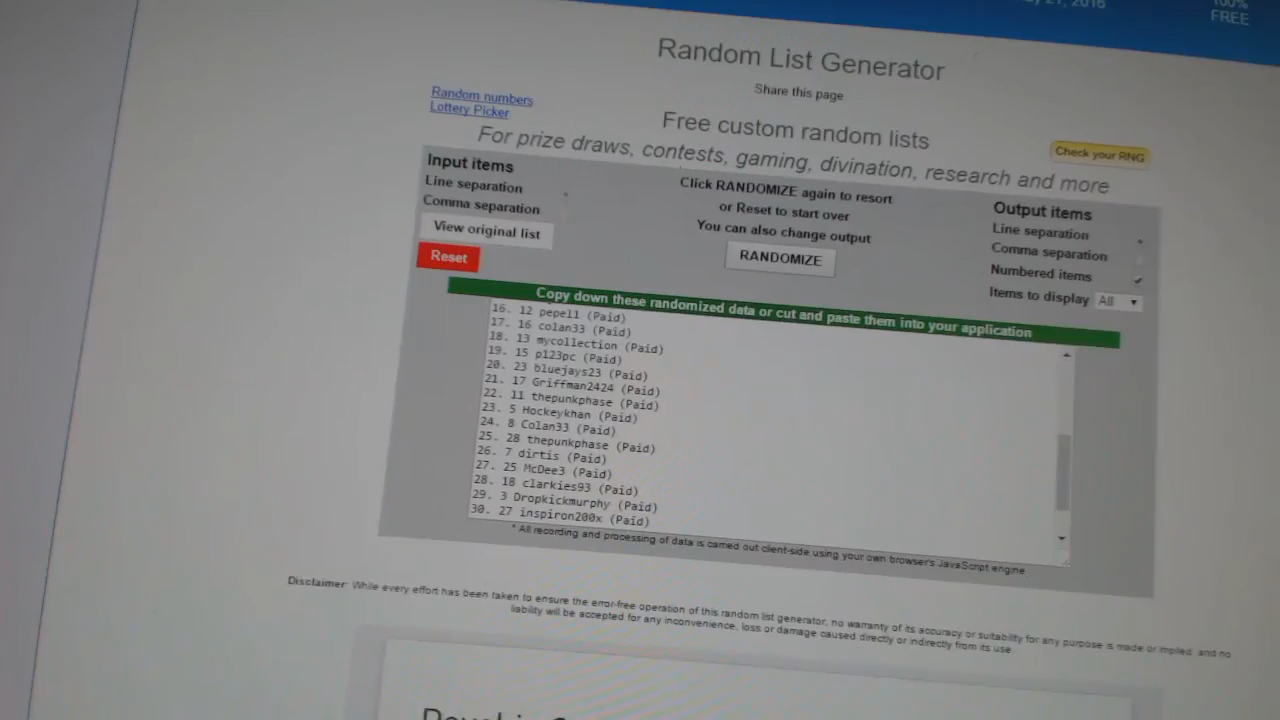 21, 2016
100%
FREE
Random List Generator
Share this page
Random numbers
Lottery Picker
Free custom random lists
For prize draws, contests, gaming, divination, research and more
Check your RNG
Input items
Line separation
Comma separation
View original list
Reset
Click RANDOMIZE again to resort
or Reset to start over
You can also change output
RANDOMIZE
Output items
Line separation
Comma separation
Numbered items
Items to display All
Copy down these randomized data or cut and paste them into your application
16. 12 pepel1 (Paid)
17. 16 colan33 (Paid)
18. 13 mycollection (Paid)
19. 15 p123pc (Paid)
20. 23 bluejays23 (Paid)
21. 17 Griffman2424 (Paid)
22. 11 thepunkphase (Paid)
23. 5 Hockeykhan (Paid)
24. 8 Colan33 (Paid)
25. 28 thepunkphase (Paid)
26. 7 dirtis (Paid)
27. 25 McDee3 (Paid)
28. 18 clarkies93 (Paid)
29. 3 Dropkickmurphy (Paid)
30. 27 inspiron200x (Paid)
* All recording and processing of data is carried out client-side using your own browser's JavaScript engine
Disclaimer: While every effort has been taken to ensure the error-free operation of this random list generator, no warranty of its accuracy or suitability for any purpose is made or implied, and no
liability will be accepted for any inconvenience, loss or damage caused directly or indirectly from its use